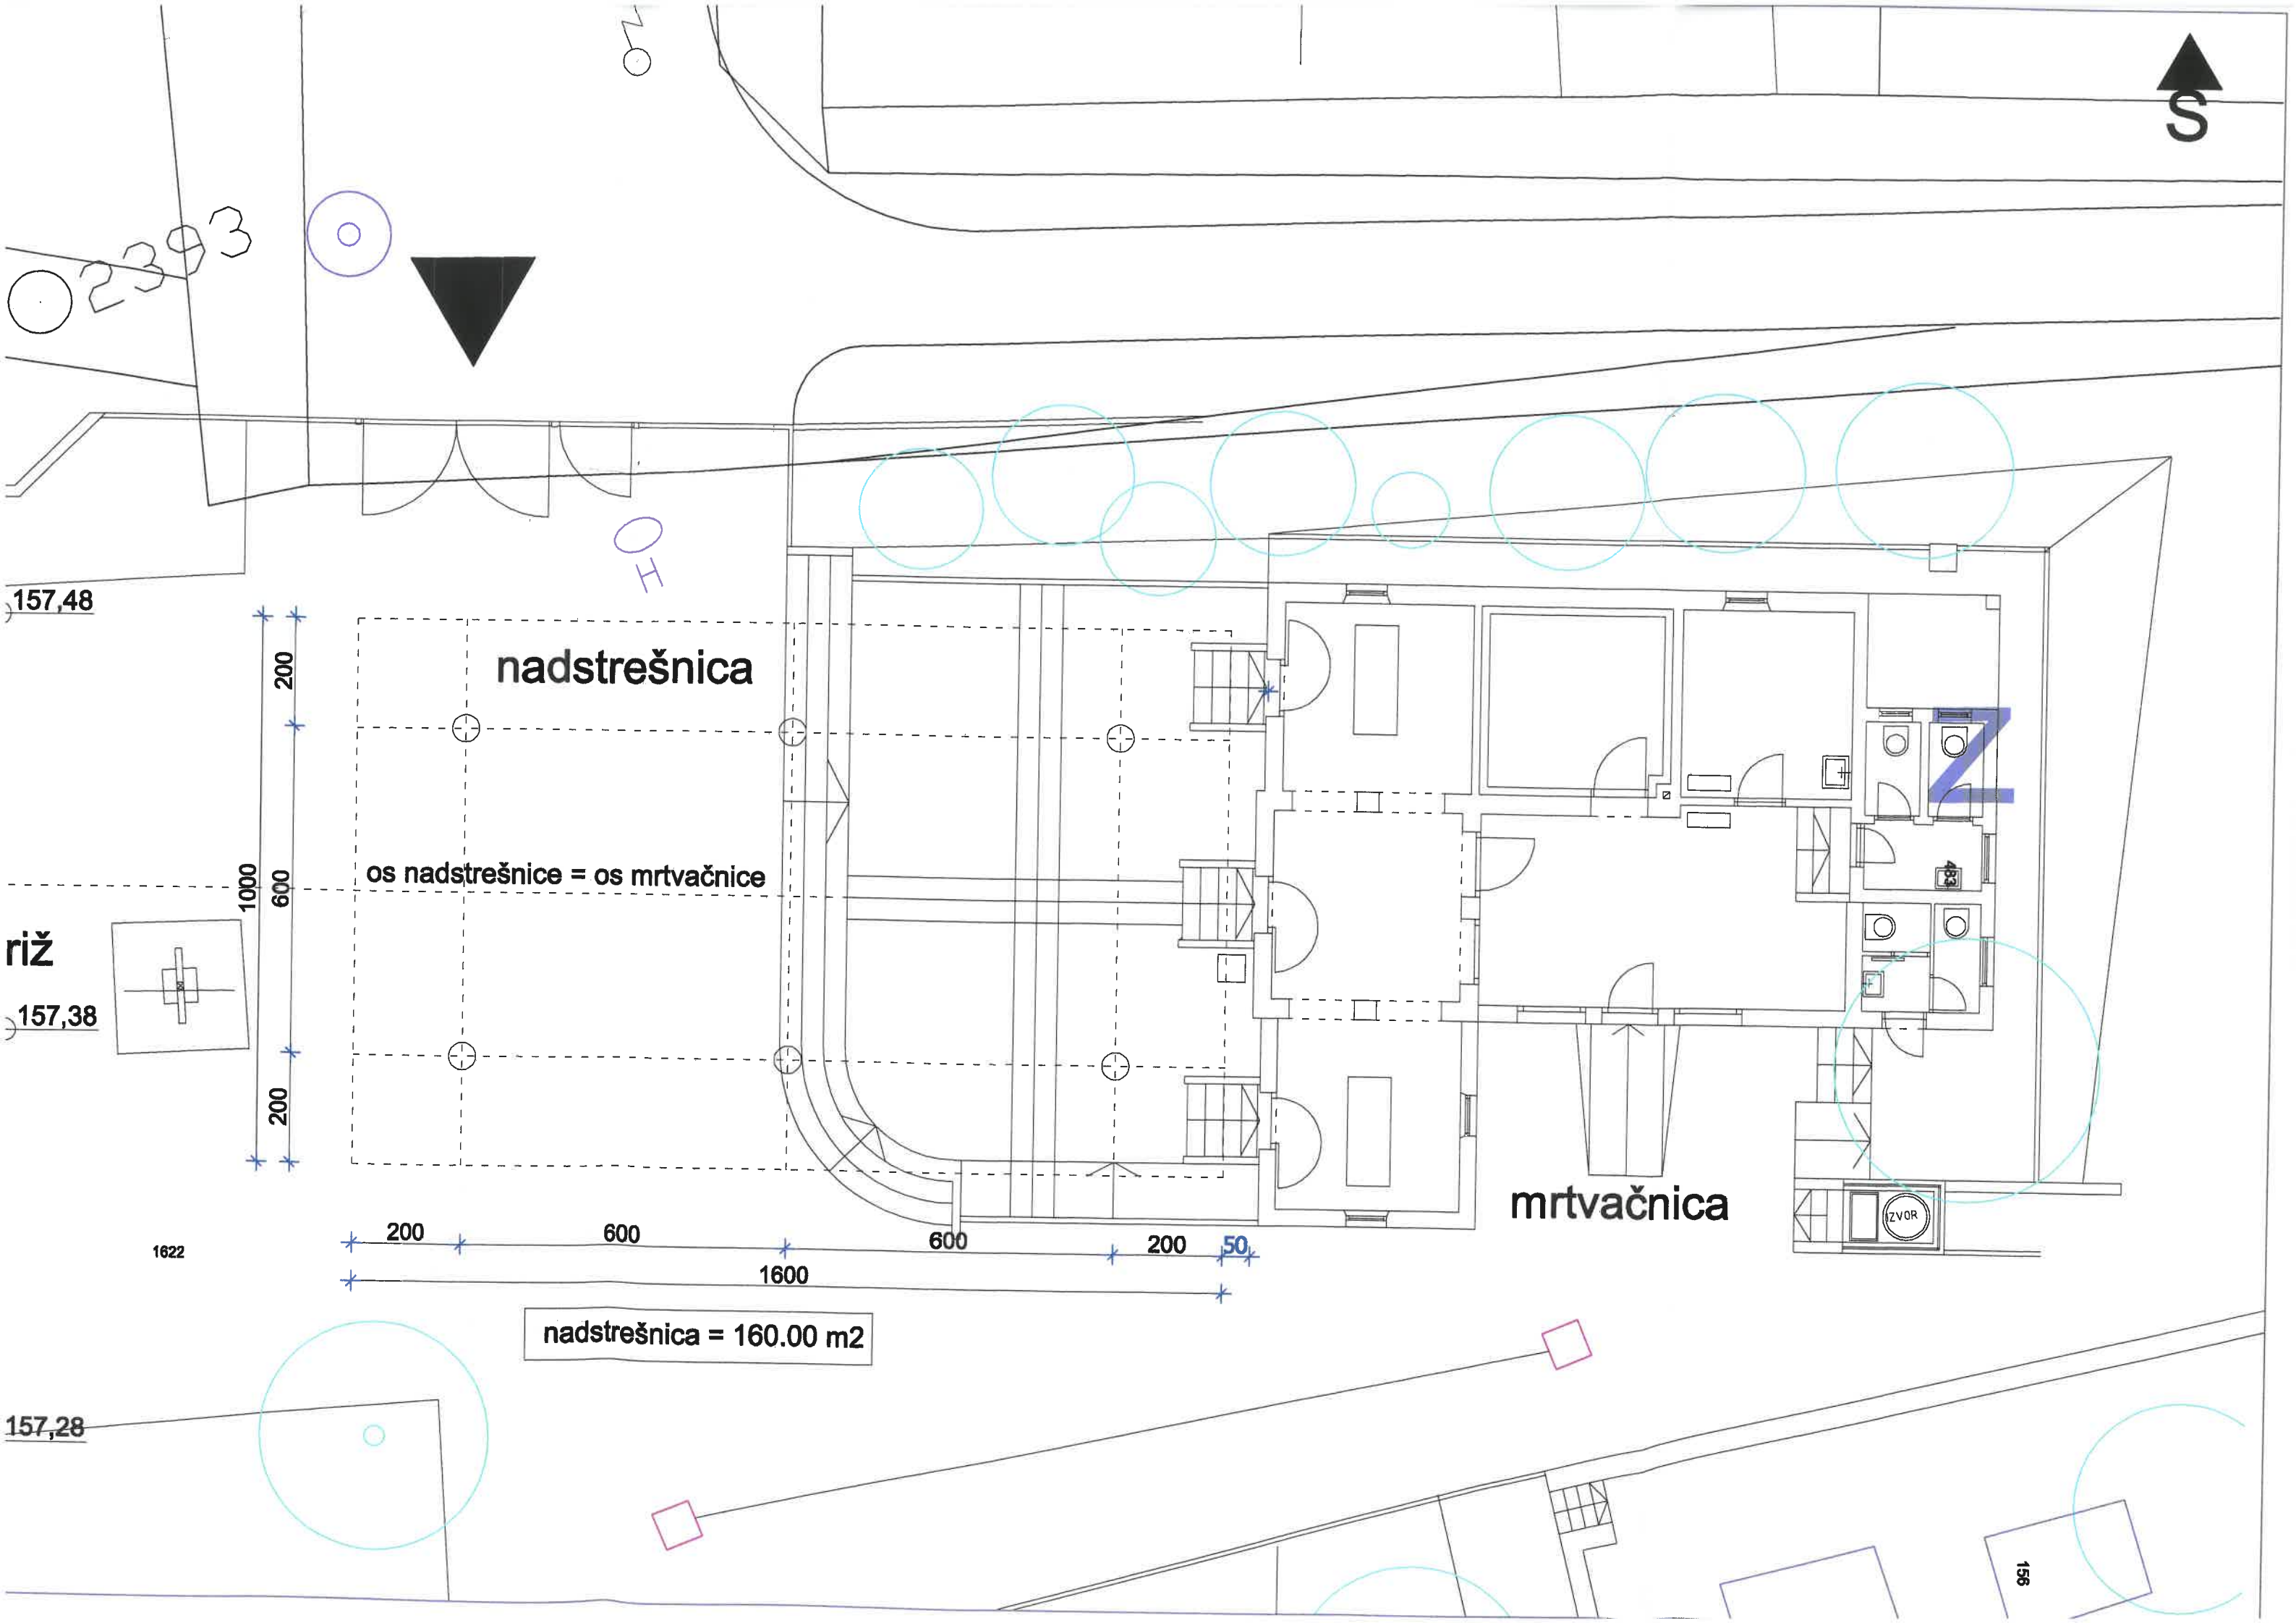 S
2393
H
157,48
200
nadstrešnica
Z
os nadstrešnice = os mrtvačnice
1000
600
483
riž
157,38
200
mrtvačnica
IZVOR
200
600
600
200
50
1622
1600
nadstrešnica = 160.00 m2
157,28
156